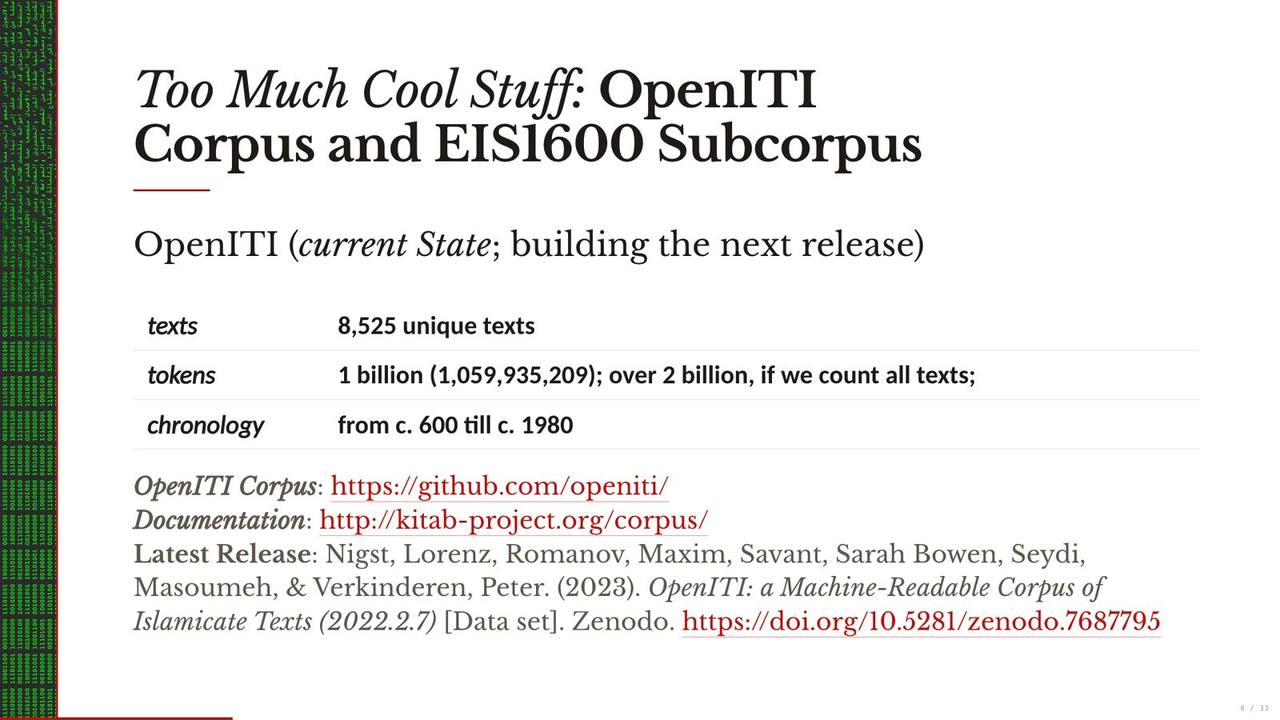 Too Much Cool Stuff: OpenITI
Corpus and EIS1600 Subcorpus
OpenITI (current State; building the next release)
texts 8,525 unique texts
tokens 1 billion (1,059,935,209); over 2 billion, if we count all texts;
chronology from c. 600 till c. 1980
OpenITI Corpus: https://github.com/openiti/
Documentation: http://kitab-project.org/corpus/
Latest Release: Nigst, Lorenz, Romanov, Maxim, Savant, Sarah Bowen, Seydi,
Masoumeh, & Verkinderen, Peter. (2023). OpenITI: a Machine-Readable Corpus of
Islamicate Texts (2022.2.7) [Data set]. Zenodo. https://doi.org/10.5281/zenodo.7687795
6 / 33